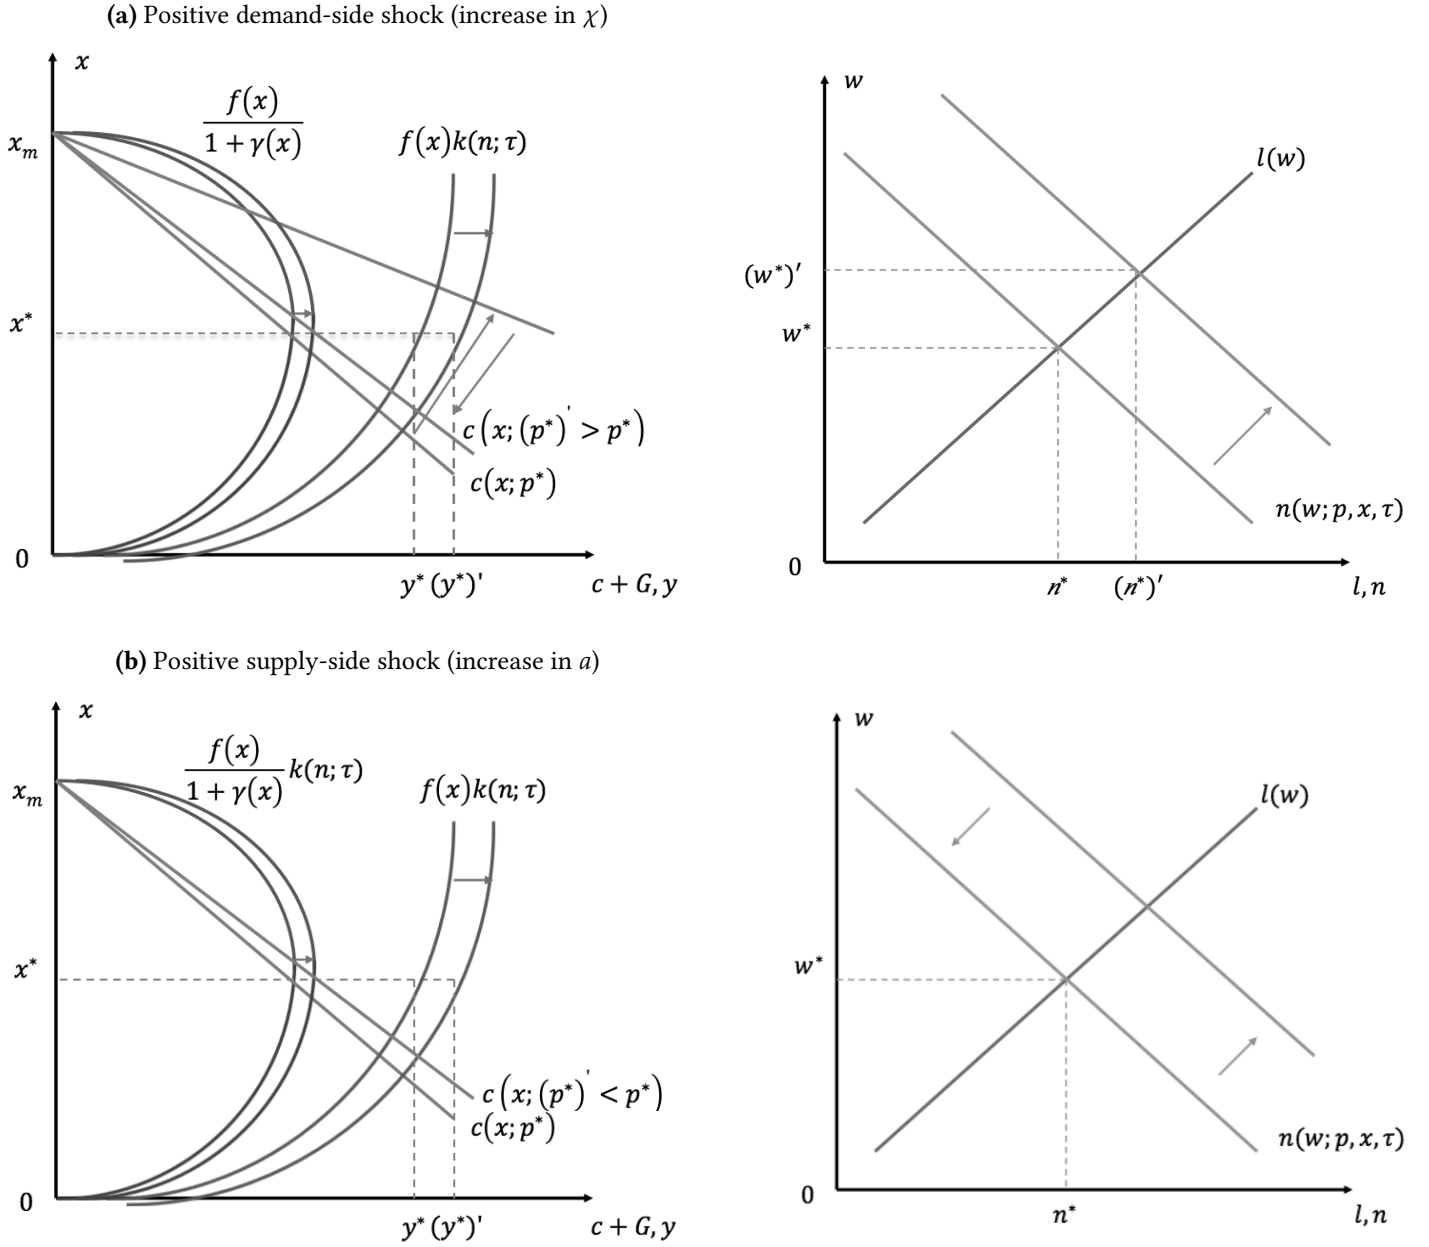 (a) Positive demand-side shock (increase in χ)
x
f(x)
1 + γ(x)
f(x)k(n; τ)
x_m
x*
c(x; (p*)' > p*)
c(x; p*)
0
y* (y*)'
c + G, y
w
l(w)
(w*)'
w*
n(w; p, x, τ)
0
n*
(n*)'
l, n
(b) Positive supply-side shock (increase in a)
x
f(x)
1 + γ(x)
k(n; τ)
f(x)k(n; τ)
x_m
x*
c(x; (p*)' < p*)
c(x; p*)
0
y* (y*)'
c + G, y
w
l(w)
w*
n(w; p, x, τ)
0
n*
l, n